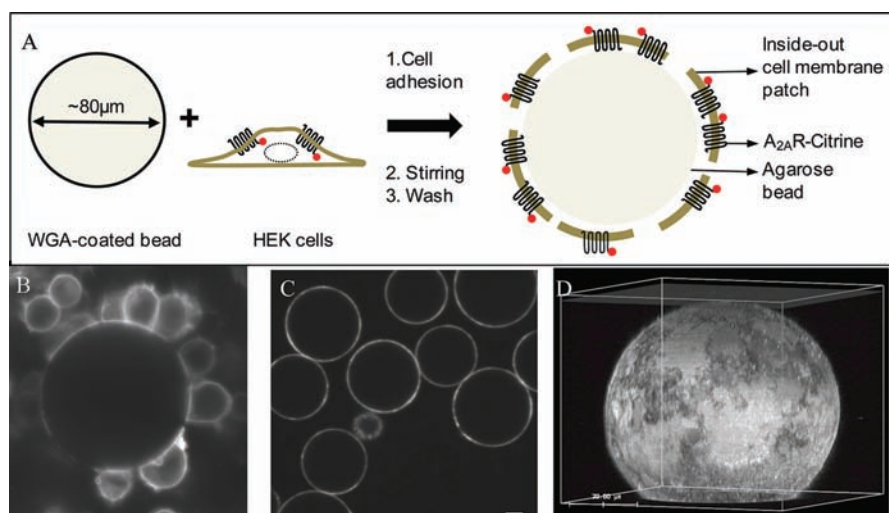 A
~80µm
+
WGA-coated bead
HEK cells
1.Cell
adhesion
2. Stirring
3. Wash
Inside-out
cell membrane
patch
A2AR-Citrine
Agarose
bead
B
C
D